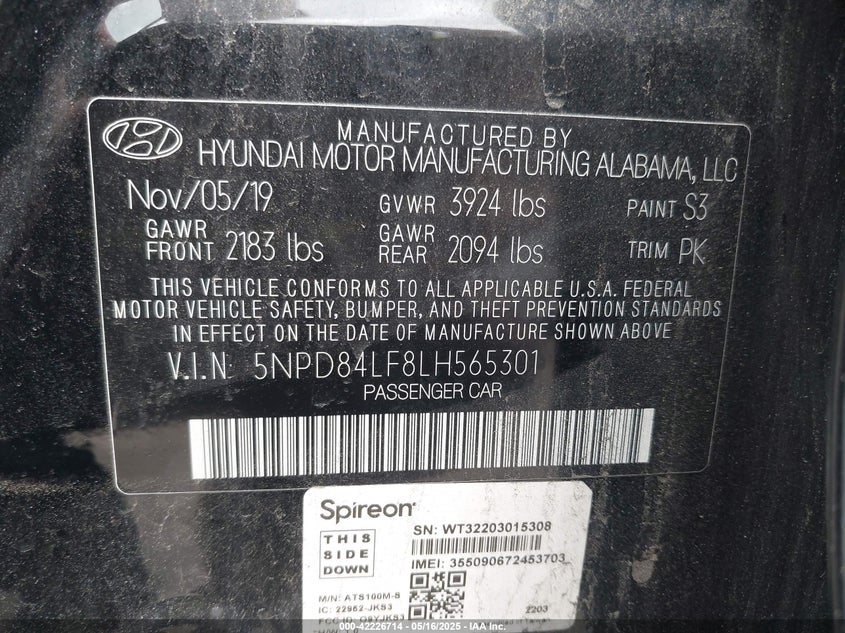 MANUFACTURED BY
HYUNDAI MOTOR MANUFACTURING ALABAMA, LLC
Nov/05/19 GVWR 3924 lbs PAINT S3
GAWR FRONT 2183 lbs GAWR REAR 2094 lbs TRIM PK
THIS VEHICLE CONFORMS TO ALL APPLICABLE U.S.A. FEDERAL
MOTOR VEHICLE SAFETY, BUMPER, AND THEFT PREVENTION STANDARDS
IN EFFECT ON THE DATE OF MANUFACTURE SHOWN ABOVE
V.I.N: 5NPD84LF8LH565301
PASSENGER CAR
Spireon
SN: WT32203015308
THIS
SIDE
DOWN
IMEI: 355090672453703
M/N: ATS100M-S
IC: 22952-JKS3
2203
© 000-42226714 - 05/16/2025 - IAA, Inc.